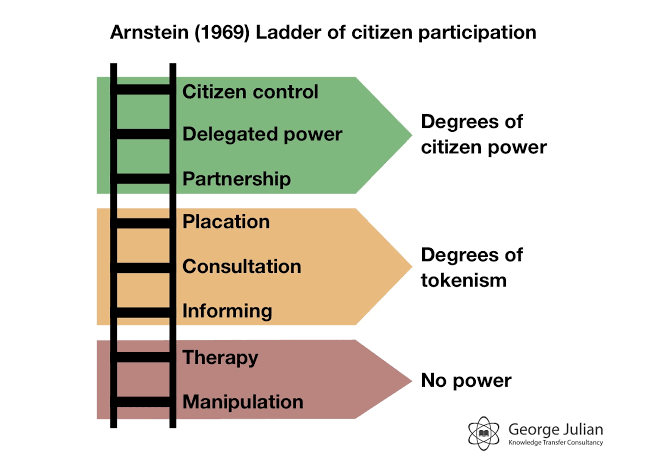 Arnstein (1969) Ladder of citizen participation
Citizen control
Delegated power
Partnership
Degrees of
citizen power
Placation
Consultation
Informing
Degrees of
tokenism
Therapy
Manipulation
No power
George Julian
Knowledge Transfer Consultancy